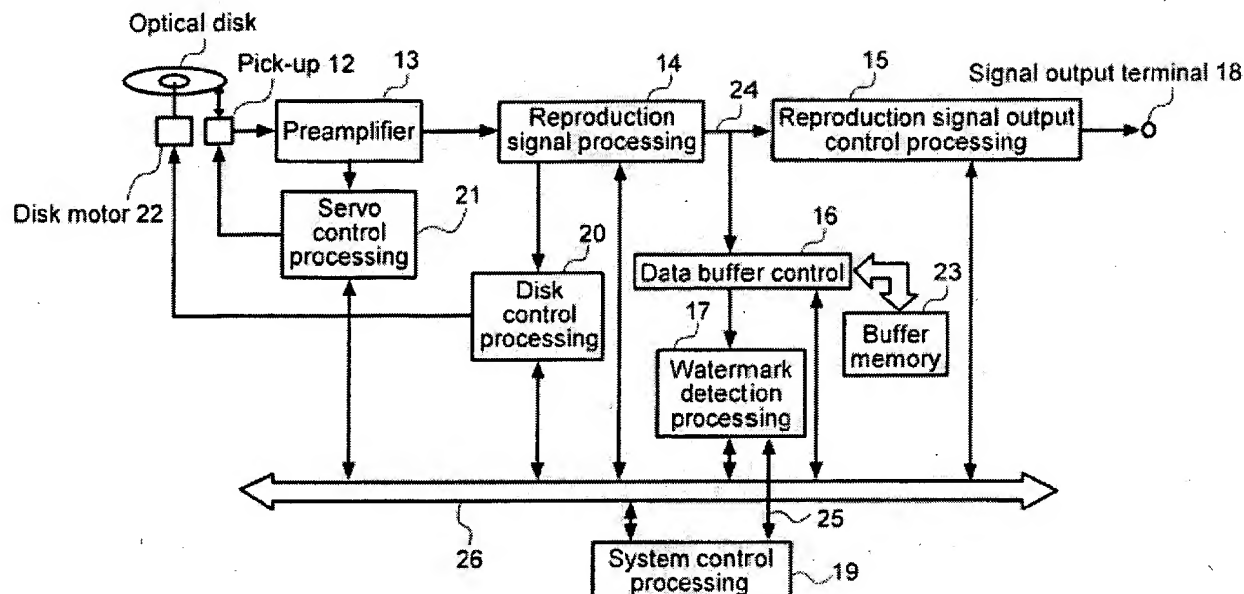 Optical disk
Pick-up 12
13
14
15
24
Signal output terminal 18
Preamplifier
Reproduction
signal processing
Reproduction signal output
control processing
Disk motor 22
Servo
control
processing
21
20
16
Data buffer control
23
Disk
control
processing
17
Buffer
memory
Watermark
detection
processing
26
25
System control
processing
19